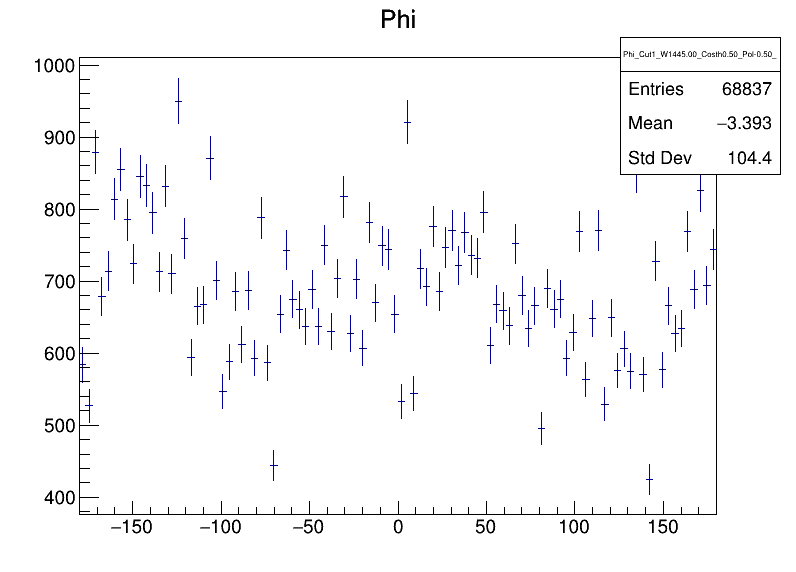 Phi
Phi_Cut1_W1445.00_Costh0.50_Pol-0.50_
Entries 68837
Mean −3.393
Std Dev 104.4
1000
900
800
700
600
500
400
−150 −100 −50 0 50 100 150